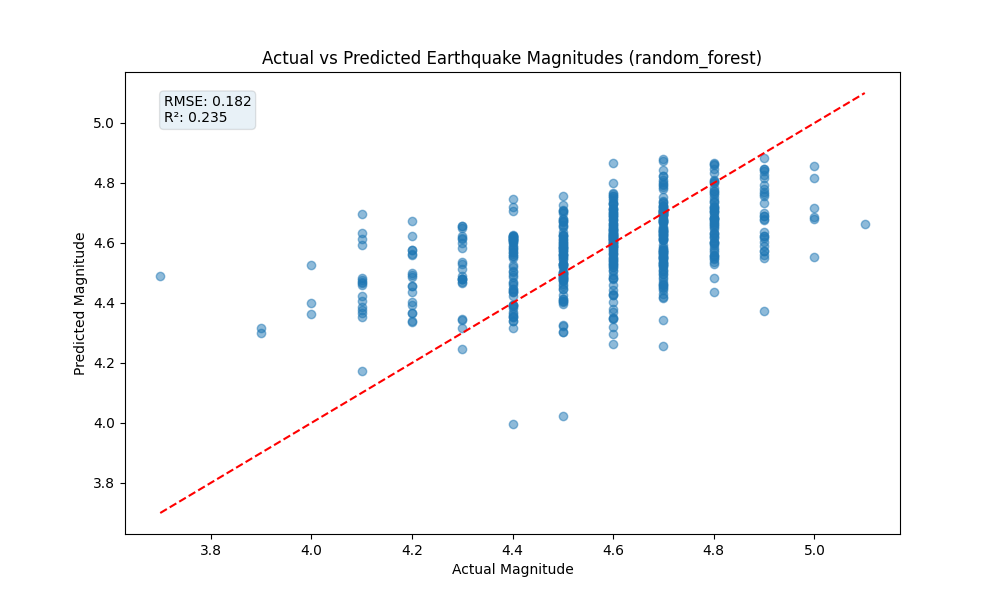 Actual vs Predicted Earthquake Magnitudes (random_forest)
RMSE: 0.182
R²: 0.235
Predicted Magnitude
5.0
4.8
4.6
4.4
4.2
4.0
3.8
3.8 4.0 4.2 4.4 4.6 4.8 5.0
Actual Magnitude